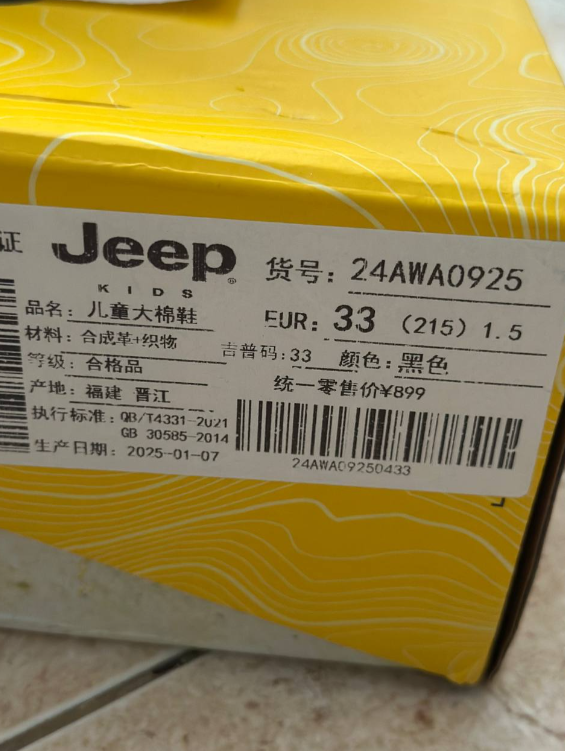 证
Jeep®
KIDS
货号: 24AWA0925
品名: 儿童大棉鞋
EUR: 33 (215) 1.5
材料: 合成革+织物
吉普码:33 颜色:黑色
等级: 合格品
统一零售价¥899
产地: 福建 晋江
执行标准: QB/T4331-2021
GB 30585-2014
生产日期: 2025-01-07
24AWA09250433